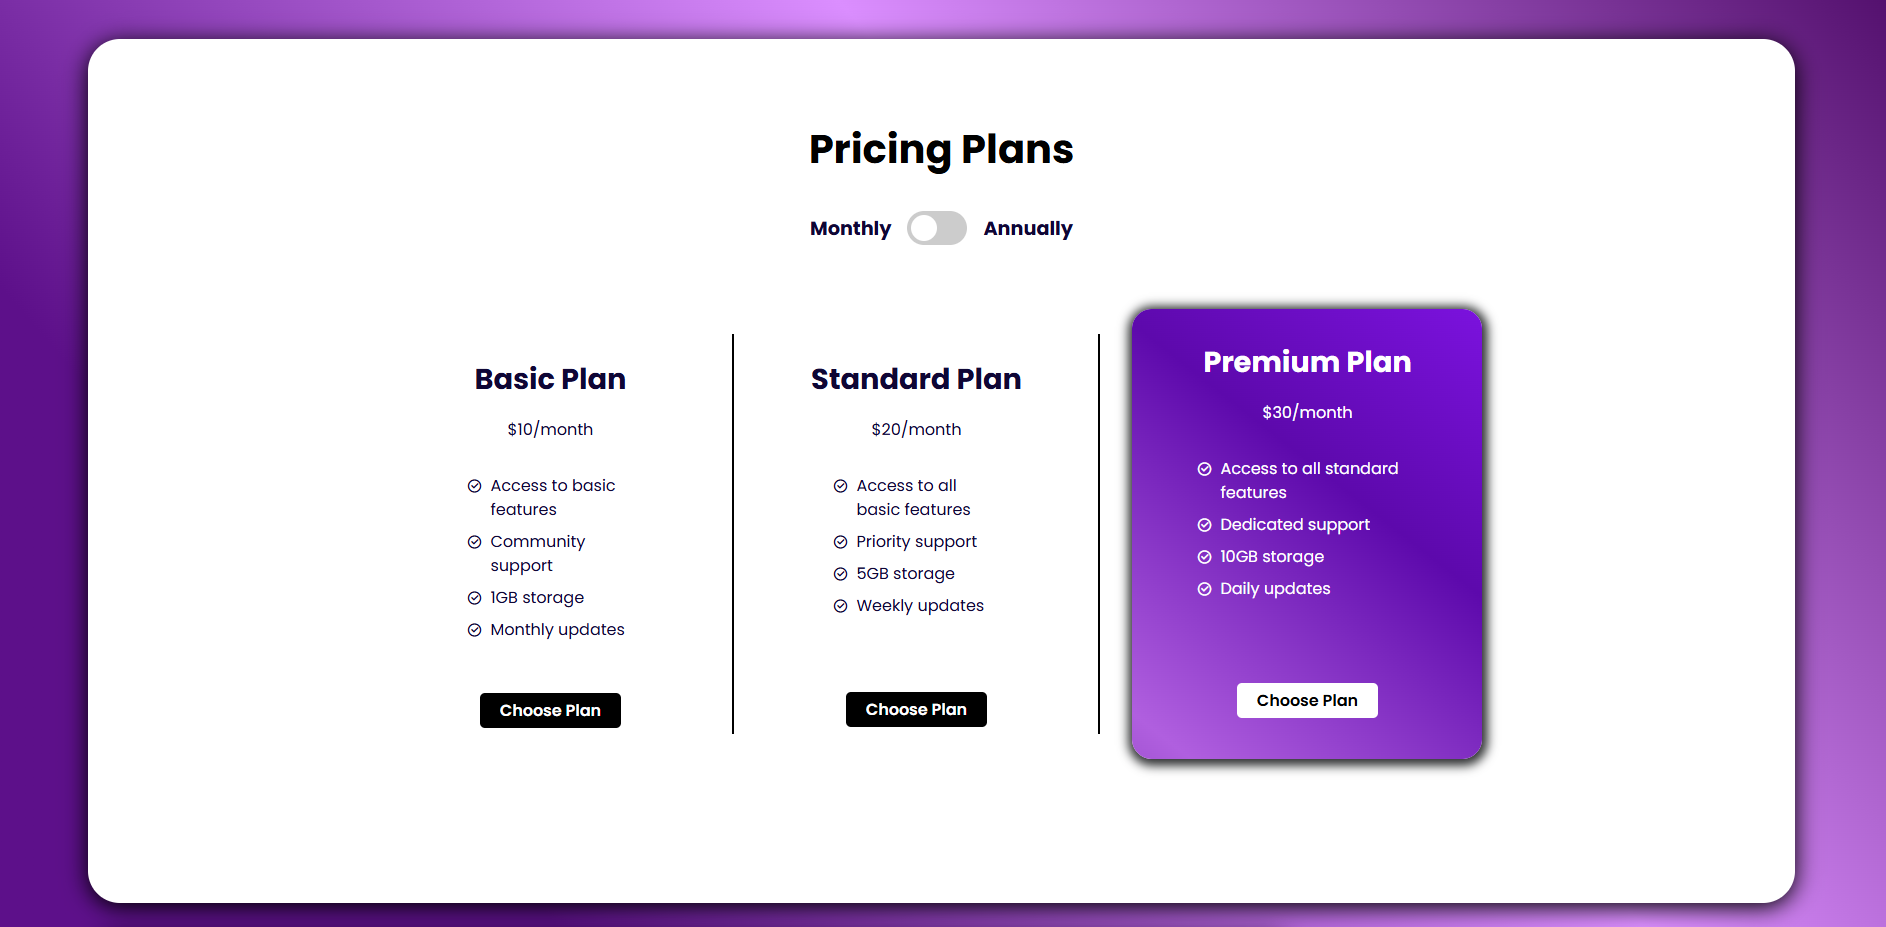 Pricing Plans
Monthly Annually
Basic Plan
$10/month
Access to basic
features
Community
support
1GB storage
Monthly updates
Choose Plan
Standard Plan
$20/month
Access to all
basic features
Priority support
5GB storage
Weekly updates
Choose Plan
Premium Plan
$30/month
Access to all standard
features
Dedicated support
10GB storage
Daily updates
Choose Plan